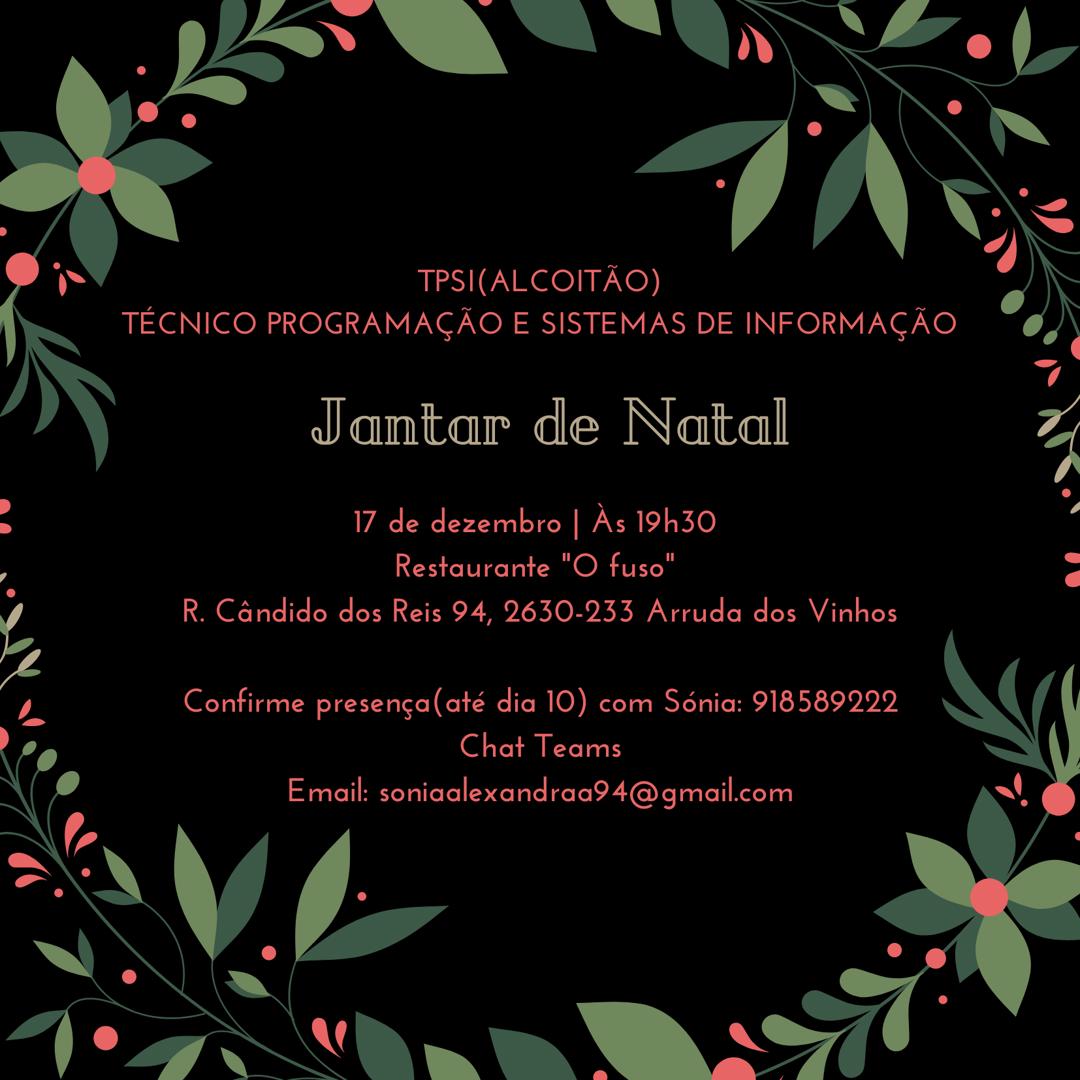 TPSI(ALCOITÃO)
TÉCNICO PROGRAMAÇÃO E SISTEMAS DE INFORMAÇÃO
Jantar de Natal
17 de dezembro | Às 19h30
Restaurante "O fuso"
R. Cândido dos Reis 94, 2630-233 Arruda dos Vinhos
Confirme presença(até dia 10) com Sónia: 918589222
Chat Teams
Email: soniaalexandraa94@gmail.com